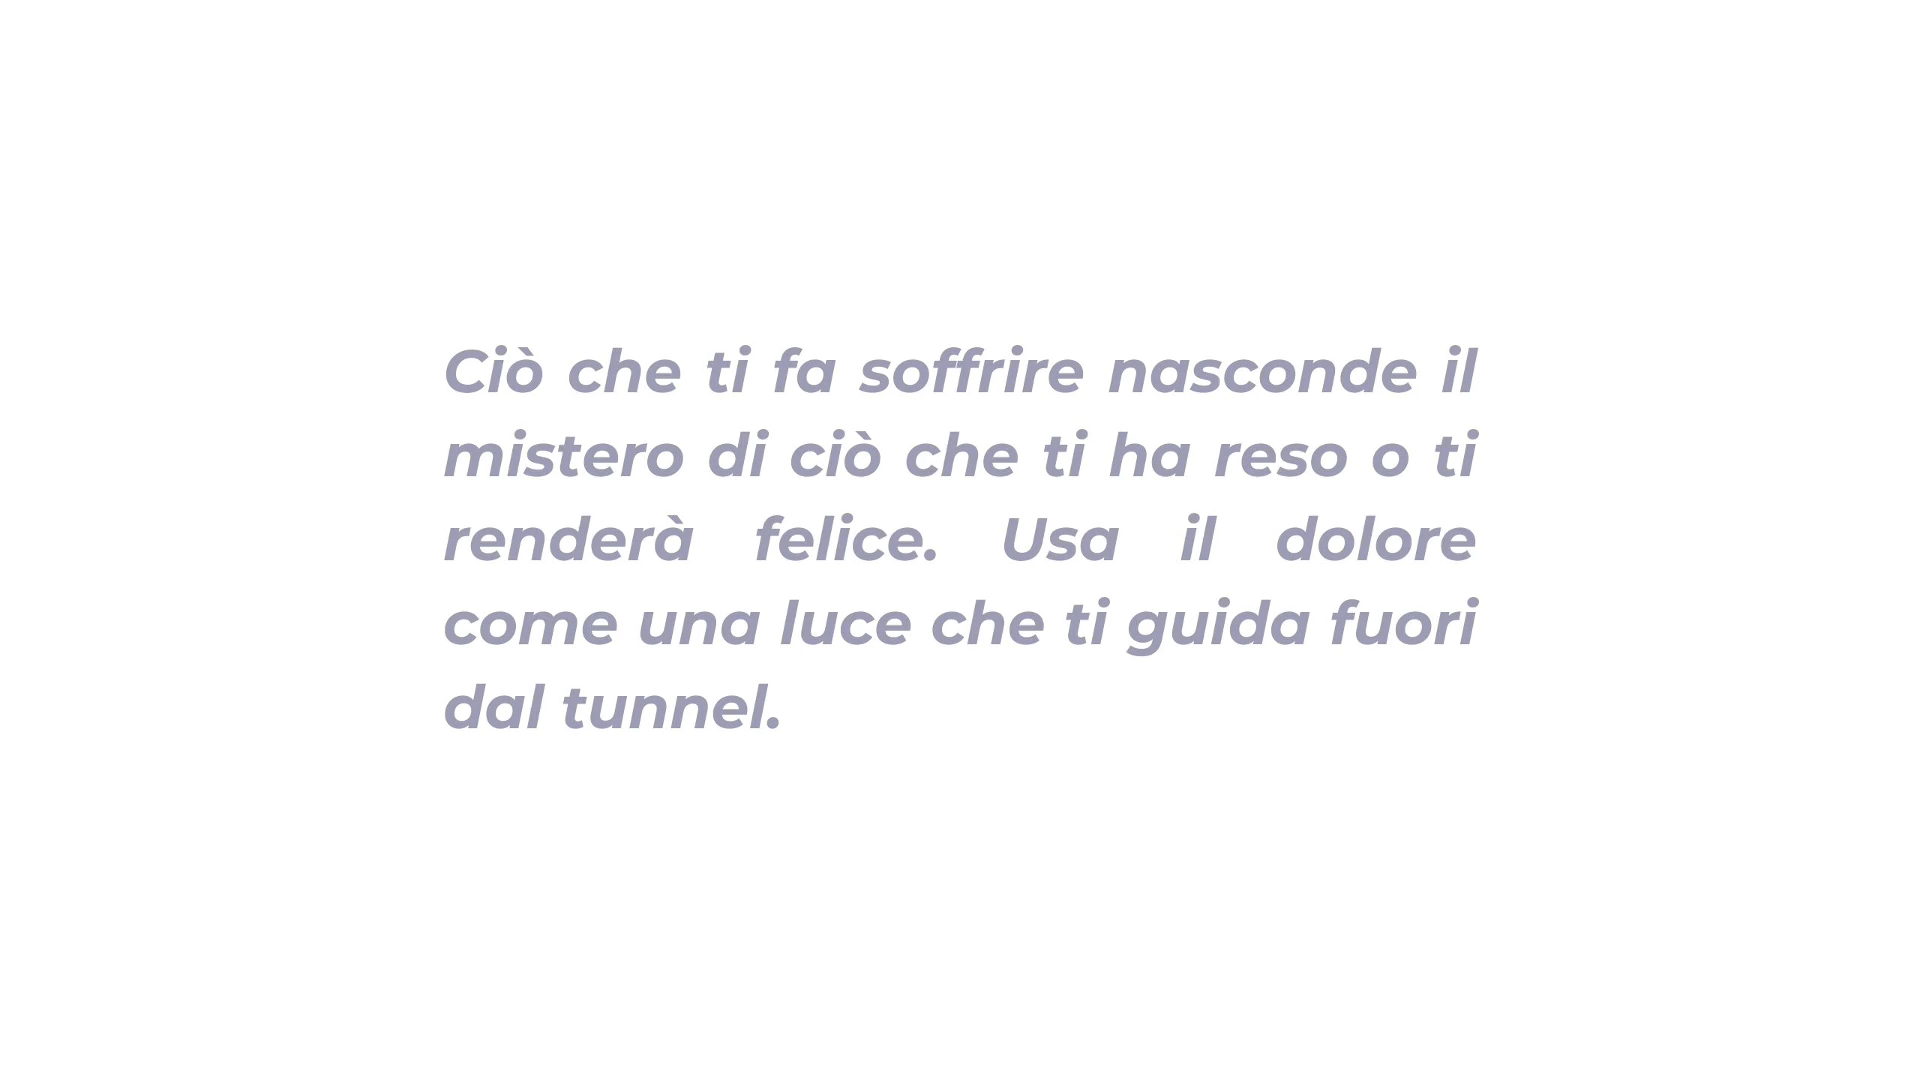 Ciò che ti fa soffrire nasconde il
mistero di ciò che ti ha reso o ti
renderà felice. Usa il dolore
come una luce che ti guida fuori
dal tunnel.